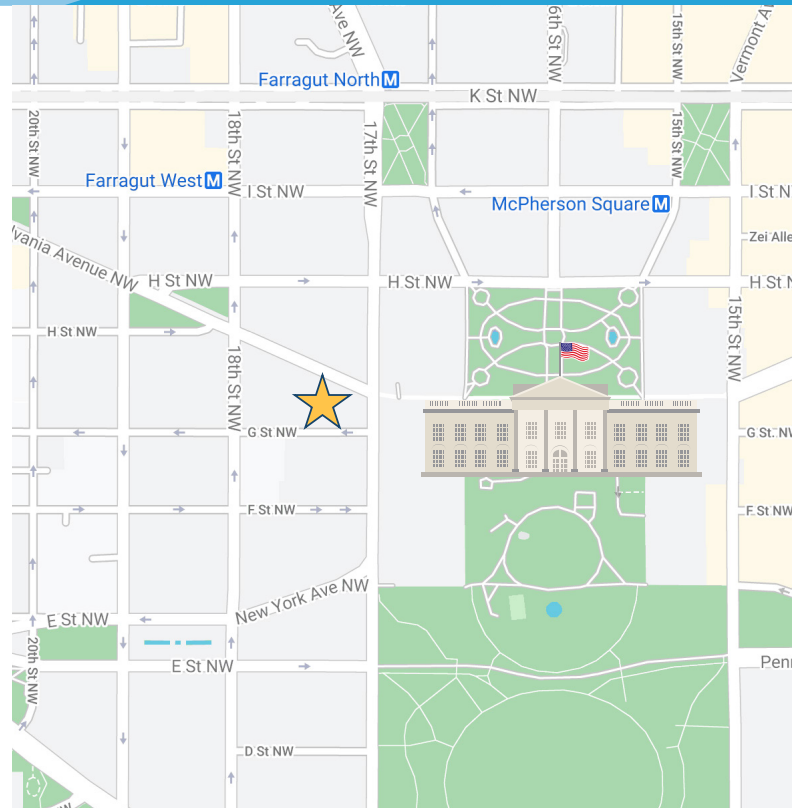 Ave NW
6th St NW
15th St NW
Vermont A
Farragut North M
K St NW
20th St NW
18th St NW
17th St NW
15th St NW
Farragut West M
I St NW
McPherson Square M
I St N
Zei Alle
lvania Avenue NW
H St NW
H St NW
H St N
H St NW
18th St NW
15th St NW
G St NW
G St. NW
F St NW
F St NW
New York Ave NW
E St NW
E St NW
20th St NW
Penn
D St NW